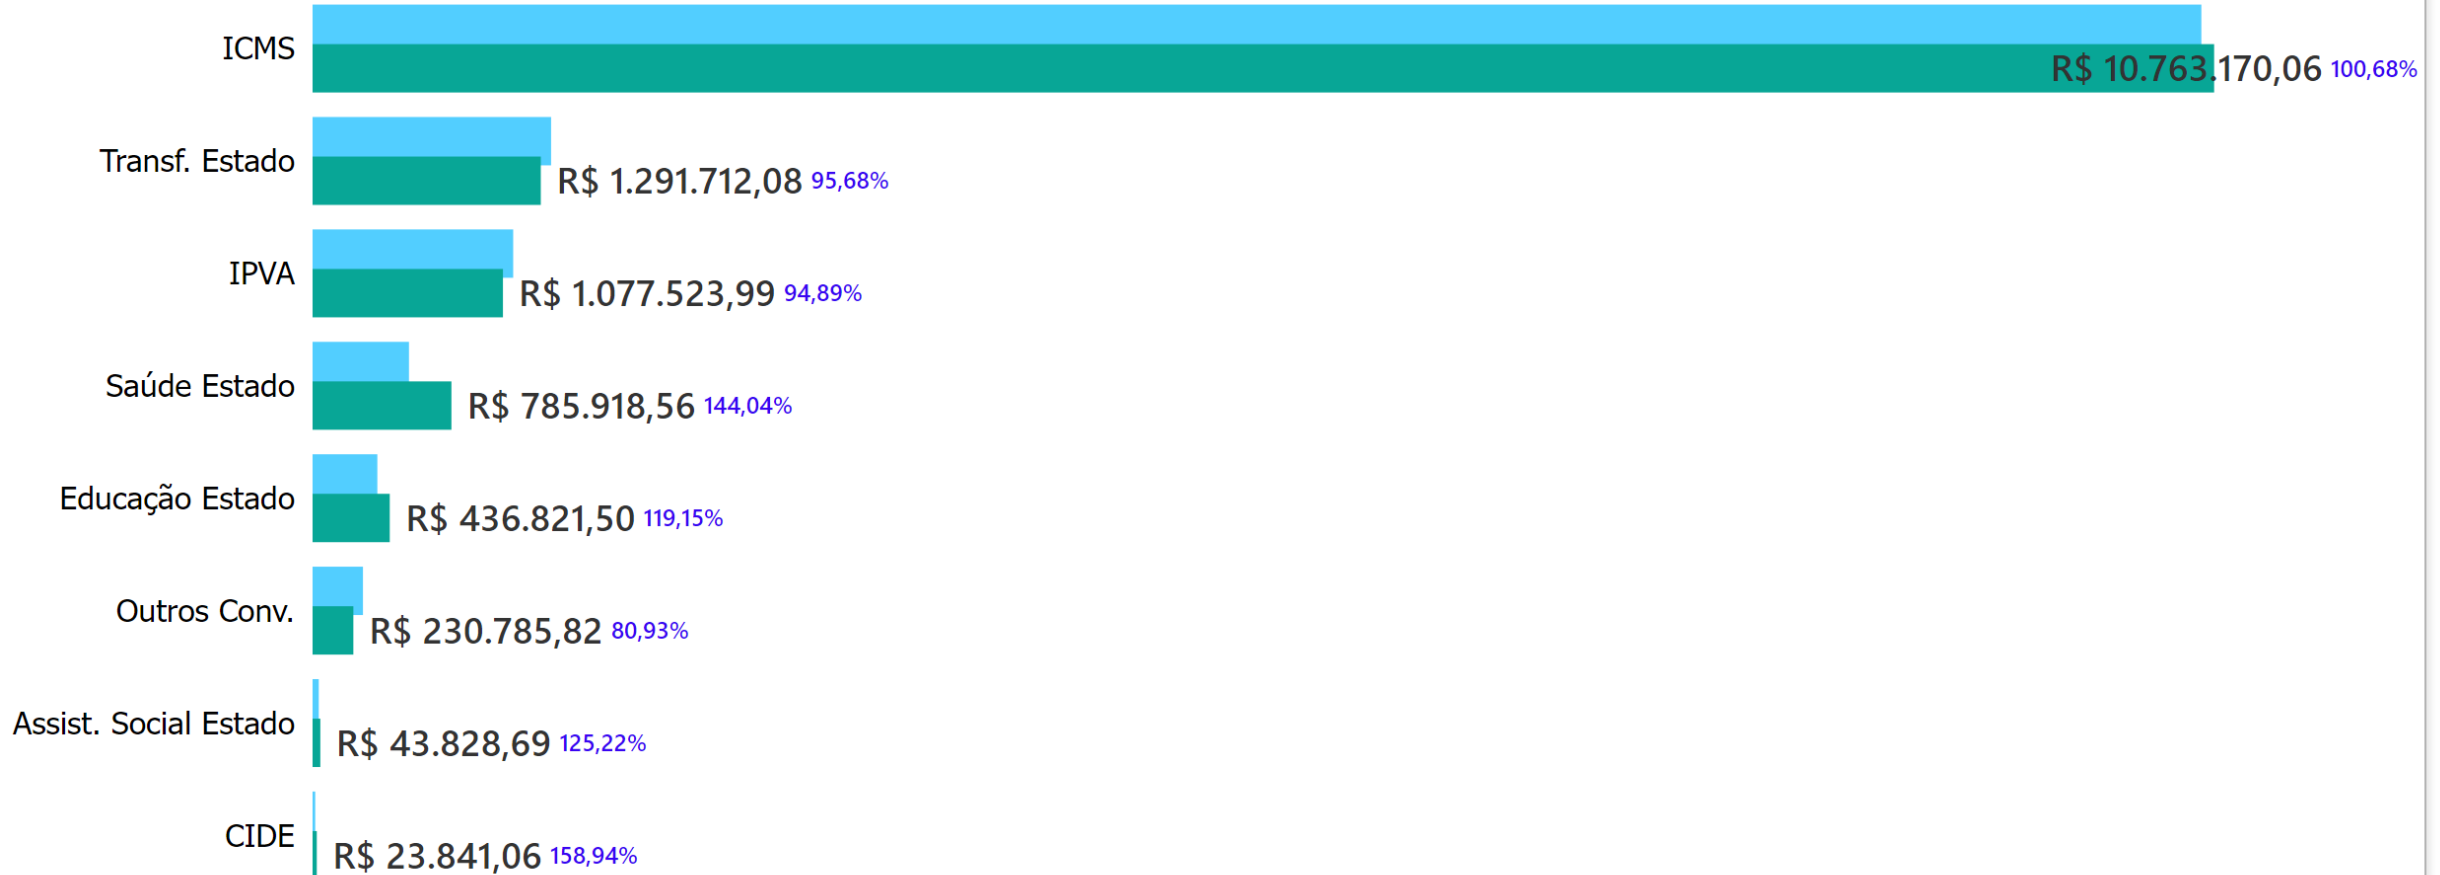 ICMS
R$ 10.763.170,06 100,68%
Transf. Estado
R$ 1.291.712,08 95,68%
IPVA
R$ 1.077.523,99 94,89%
Saúde Estado
R$ 785.918,56 144,04%
Educação Estado
R$ 436.821,50 119,15%
Outros Conv.
R$ 230.785,82 80,93%
Assist. Social Estado
R$ 43.828,69 125,22%
CIDE
R$ 23.841,06 158,94%